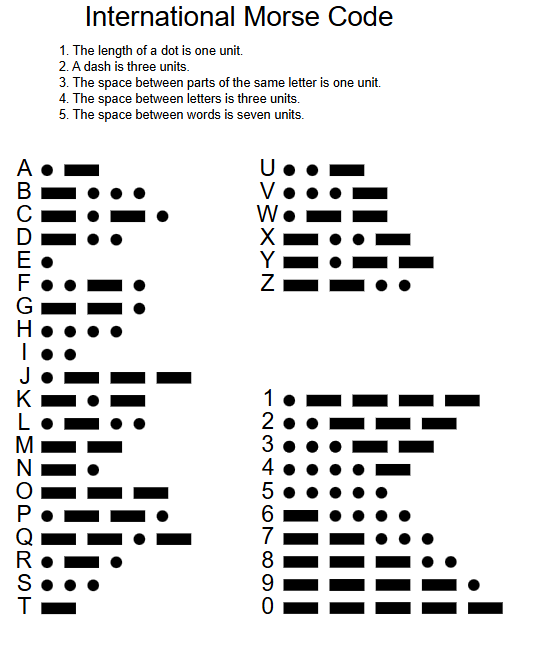 International Morse Code
1. The length of a dot is one unit.
2. A dash is three units.
3. The space between parts of the same letter is one unit.
4. The space between letters is three units.
5. The space between words is seven units.
A
B
C
D
E
F
G
H
I
J
K
L
M
N
O
P
Q
R
S
T
U
V
W
X
Y
Z
1
2
3
4
5
6
7
8
9
0